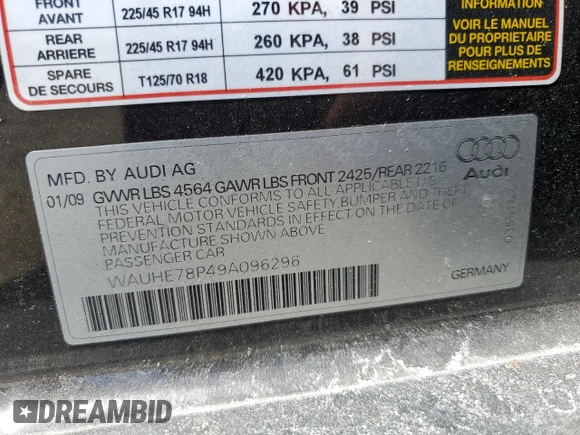 FRONT
AVANT
225/45 R17 94H
270 KPA, 39 PSI
REAR
ARRIERE
225/45 R17 94H
260 KPA, 38 PSI
SPARE
DE SECOURS
T125/70 R18
420 KPA, 61 PSI
INFORMATION
VOIR LE MANUEL
DU PROPRIETAIRE
POUR PLUS DE
RENSEIGNEMENTS
MFD. BY AUDI AG
01/09 GVWR LBS 4564 GAWR LBS FRONT 2425/REAR 2216
THIS VEHICLE CONFORMS TO ALL APPLICABLE U.S.
FEDERAL MOTOR VEHICLE SAFETY, BUMPER AND THEFT
PREVENTION STANDARDS IN EFFECT ON THE DATE OF
MANUFACTURE SHOWN ABOVE
PASSENGER CAR
WAUHE78P49A096296
Audi
GERMANY
DREAMBID